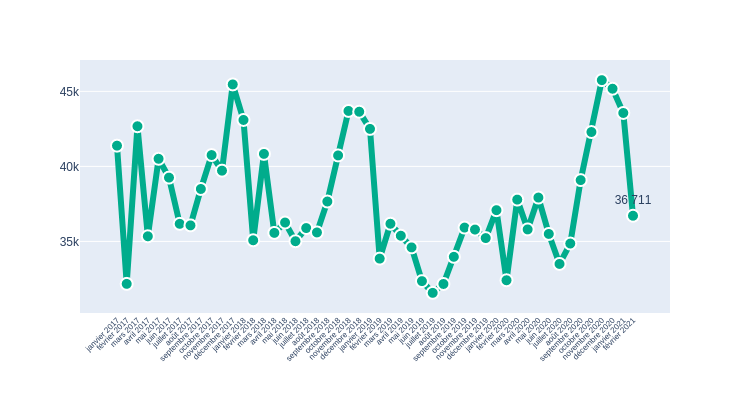 45k
40k
35k
36,711
janvier 2017
février 2017
mars 2017
avril 2017
mai 2017
juin 2017
juillet 2017
août 2017
septembre 2017
octobre 2017
novembre 2017
décembre 2017
janvier 2018
février 2018
mars 2018
avril 2018
mai 2018
juin 2018
juillet 2018
août 2018
septembre 2018
octobre 2018
novembre 2018
décembre 2018
janvier 2019
février 2019
mars 2019
avril 2019
mai 2019
juin 2019
juillet 2019
août 2019
septembre 2019
octobre 2019
novembre 2019
décembre 2019
janvier 2020
février 2020
mars 2020
avril 2020
mai 2020
juin 2020
juillet 2020
août 2020
septembre 2020
octobre 2020
novembre 2020
décembre 2020
janvier 2021
février 2021